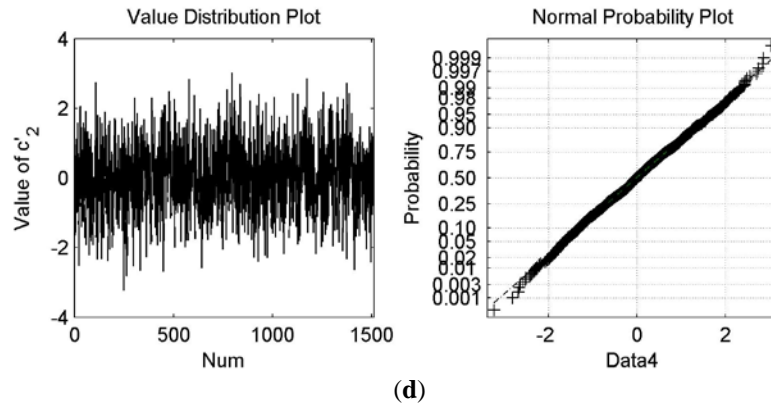 Value Distribution Plot
Value of c'2
4
2
0
-2
-4
0 500 1000 1500
Num
Normal Probability Plot
Probability
0.999
0.997
0.99
0.98
0.95
0.90
0.75
0.50
0.25
0.10
0.05
0.02
0.01
0.003
0.001
-2 0 2
Data4
(d)